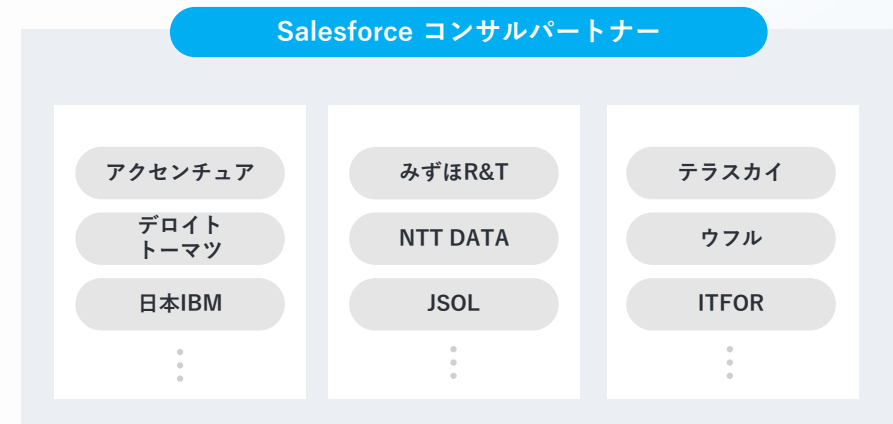 Salesforce コンサルパートナー
アクセンチュア
デロイト
トーマツ
日本IBM
みずほR&T
NTT DATA
JSOL
テラスカイ
ウフル
ITFOR